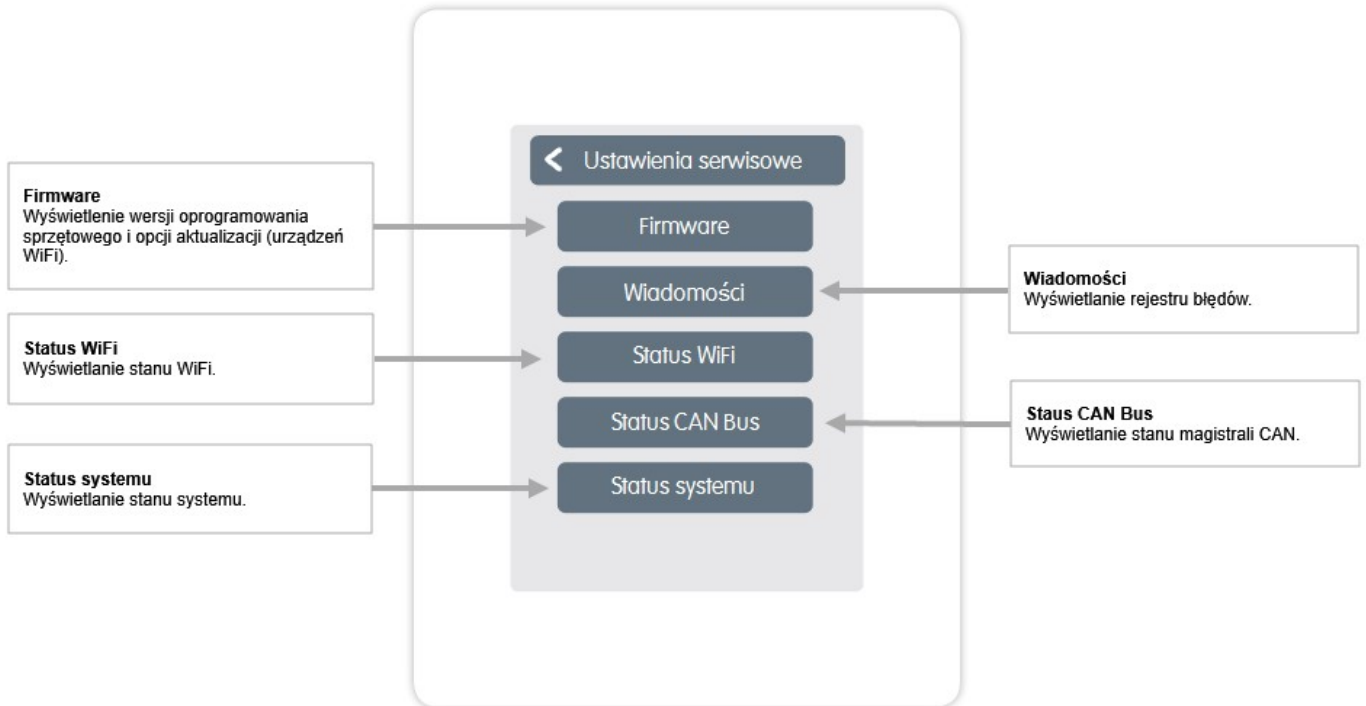 Ustawienia serwisowe
Firmware
Wyświetlenie wersji oprogramowania
sprzętowego i opcji aktualizacji (urządzeń
WiFi).
Firmware
Wiadomości
Wiadomości
Wyświetlanie rejestru błędów.
Status WiFi
Wyświetlanie stanu WiFi.
Status WiFi
Status CAN Bus
Staus CAN Bus
Wyświetlanie stanu magistrali CAN.
Status systemu
Wyświetlanie stanu systemu.
Status systemu